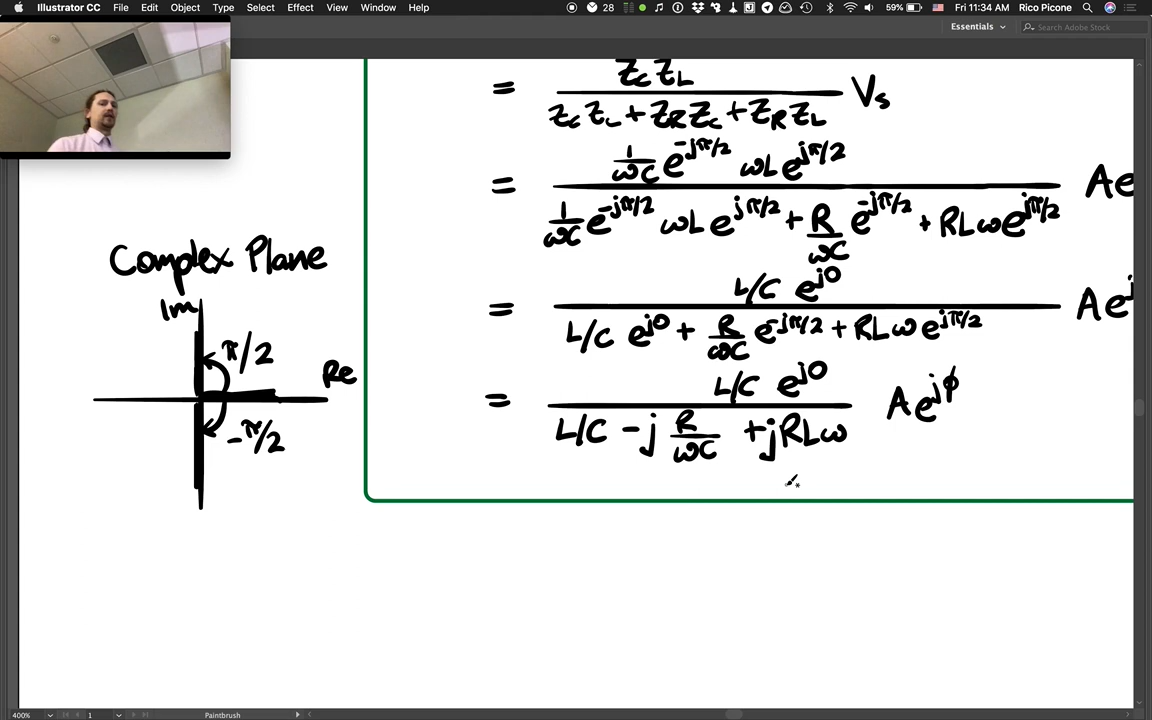 Illustrator CC File Edit Object Type Select Effect View Window Help 28 59% Fri 11:34 AM Rico Picone
Essentials Search Adobe Stock
= Z_C Z_L / (Z_C Z_L + Z_R Z_C + Z_R Z_L) V_s
= (1/(ωC) e^{-jπ/2} ωL e^{jπ/2}) / (1/(ωC) e^{-jπ/2} ωL e^{jπ/2} + R/(ωC) e^{-jπ/2} + RLω e^{jπ/2}) Ae
Complex Plane
= (L/C e^{j0}) / (L/C e^{j0} + R/(ωC) e^{-jπ/2} + RLω e^{jπ/2}) Ae^j
Im
π/2
Re
= (L/C e^{j0}) / (L/C - j R/(ωC) + jRLω) Ae^{jφ}
-π/2
400% 1 Paintbrush